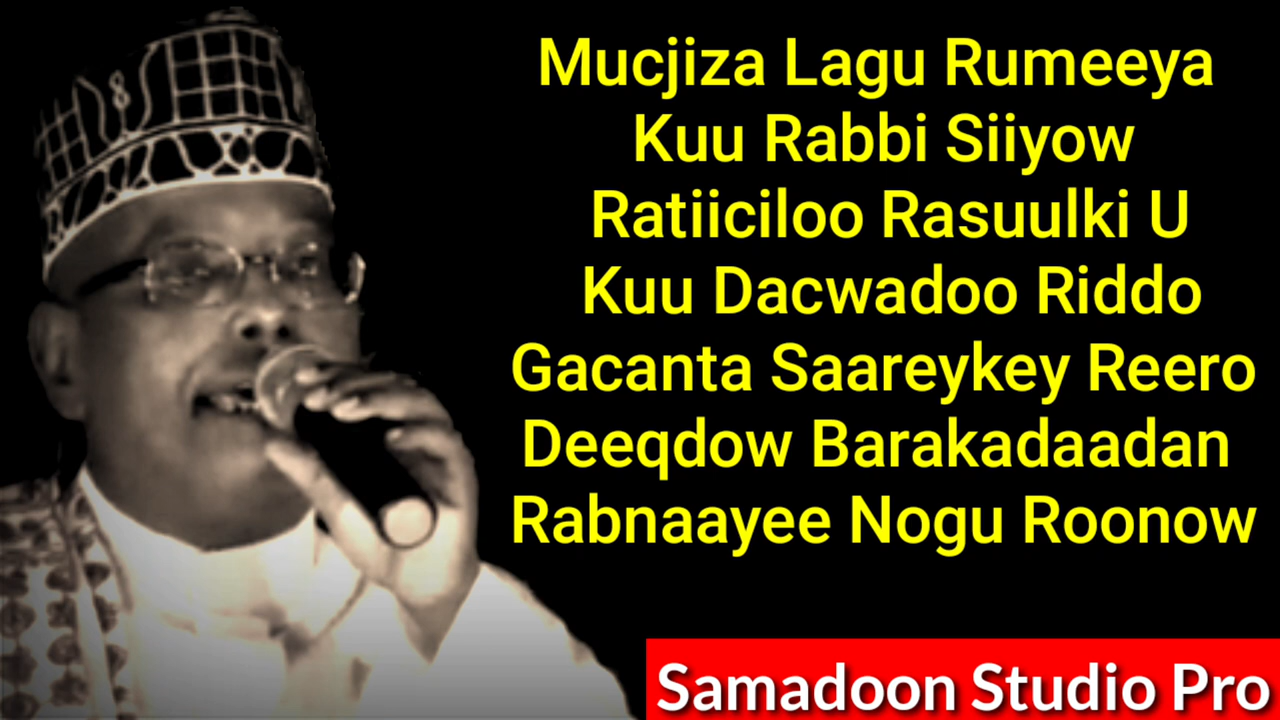 Mucjiza Lagu Rumeeya
Kuu Rabbi Siiyow
Ratiiciloo Rasuulki U
Kuu Dacwadoo Riddo
Gacanta Saareykey Reero
Deeqdow Barakadaadan
Rabnaayee Nogu Roonow
Samadoon Studio Pro